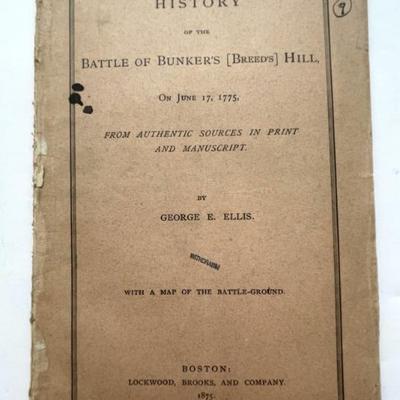 HISTORY
OF THE
BATTLE OF BUNKER'S [BREED'S] HILL,
ON JUNE 17, 1775,
FROM AUTHENTIC SOURCES IN PRINT
AND MANUSCRIPT.
BY
GEORGE E. ELLIS.
WITHDRAWN
WITH A MAP OF THE BATTLE-GROUND.
BOSTON:
LOCKWOOD, BROOKS, AND COMPANY.
1875.